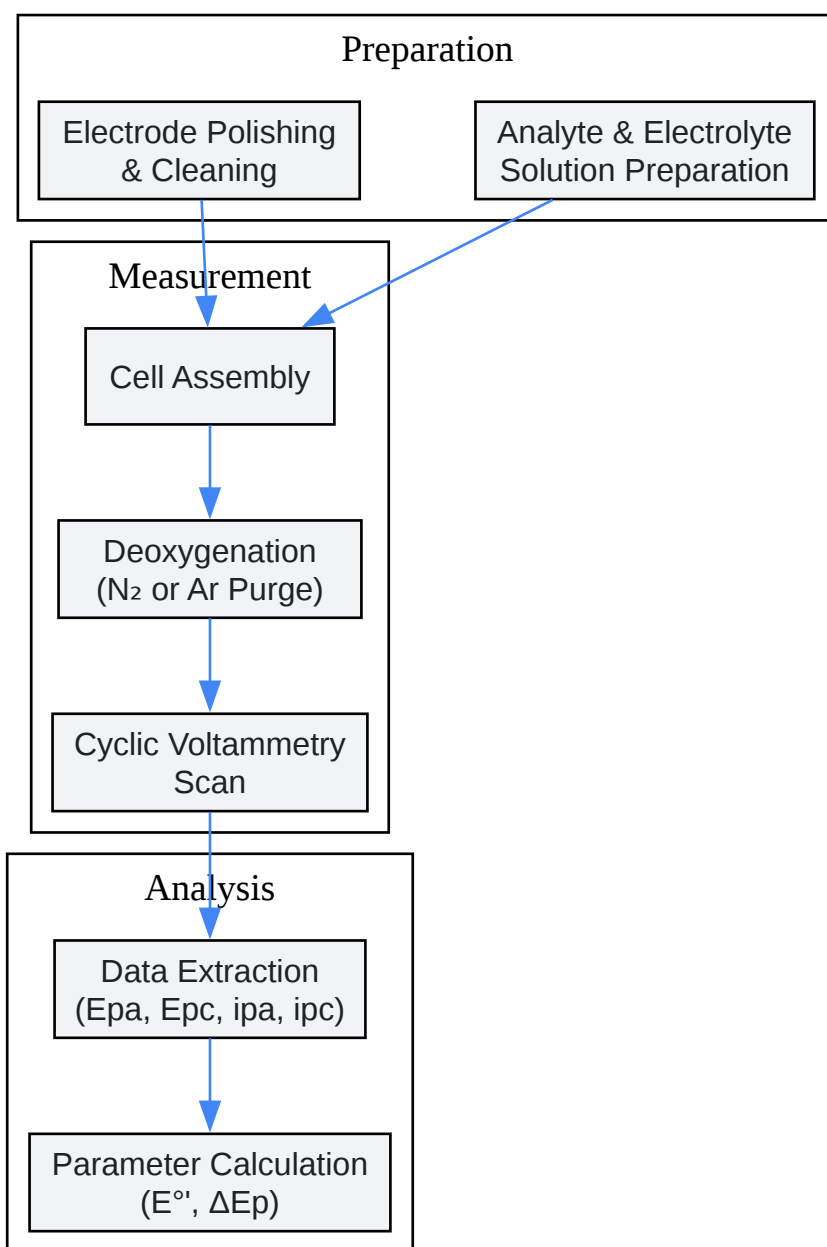 Preparation
Electrode Polishing
& Cleaning
Analyte & Electrolyte
Solution Preparation
Measurement
Cell Assembly
Deoxygenation
(N₂ or Ar Purge)
Cyclic Voltammetry
Scan
Analysis
Data Extraction
(Epa, Epc, ipa, ipc)
Parameter Calculation
(E°', ΔEp)